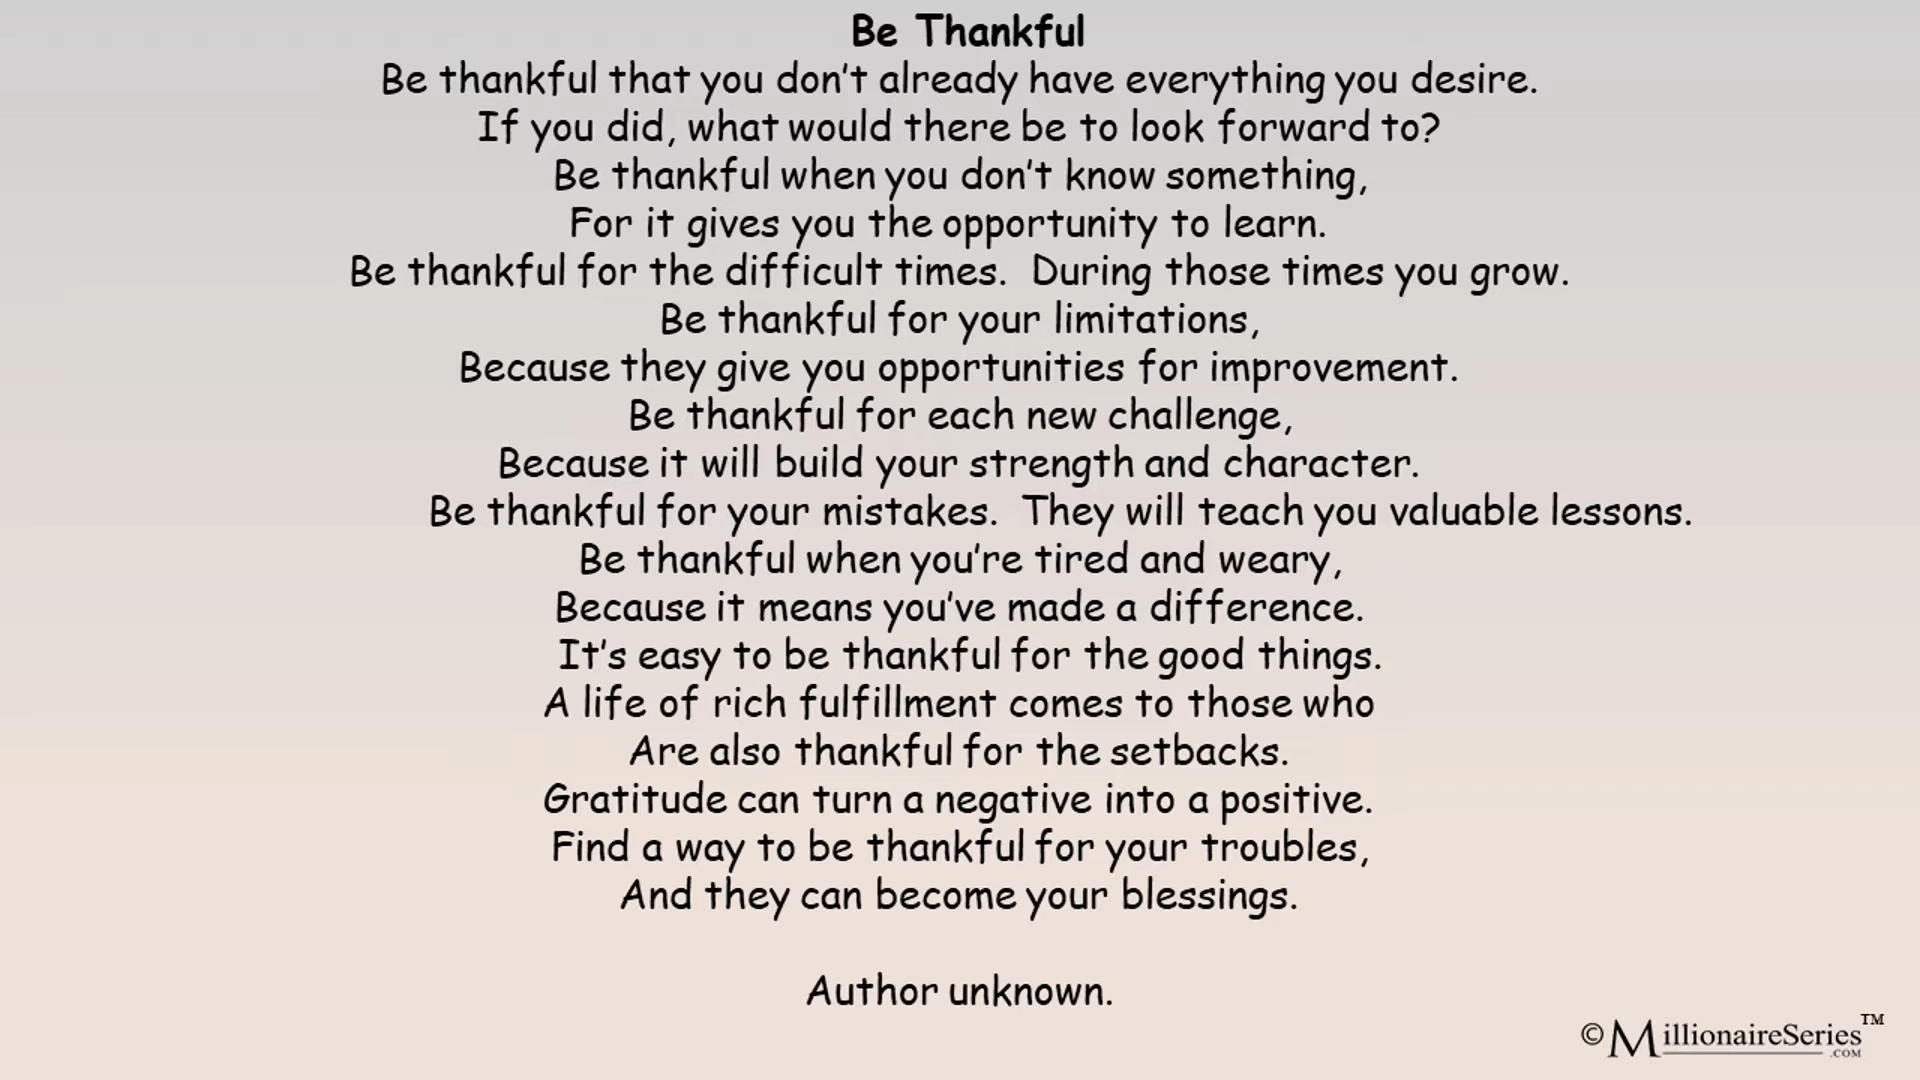 Be Thankful
Be thankful that you don't already have everything you desire.
If you did, what would there be to look forward to?
Be thankful when you don't know something,
For it gives you the opportunity to learn.
Be thankful for the difficult times.  During those times you grow.
Be thankful for your limitations,
Because they give you opportunities for improvement.
Be thankful for each new challenge,
Because it will build your strength and character.
Be thankful for your mistakes.  They will teach you valuable lessons.
Be thankful when you're tired and weary,
Because it means you've made a difference.
It's easy to be thankful for the good things.
A life of rich fulfillment comes to those who
Are also thankful for the setbacks.
Gratitude can turn a negative into a positive.
Find a way to be thankful for your troubles,
And they can become your blessings.
Author unknown.
©MillionaireSeries™
.COM